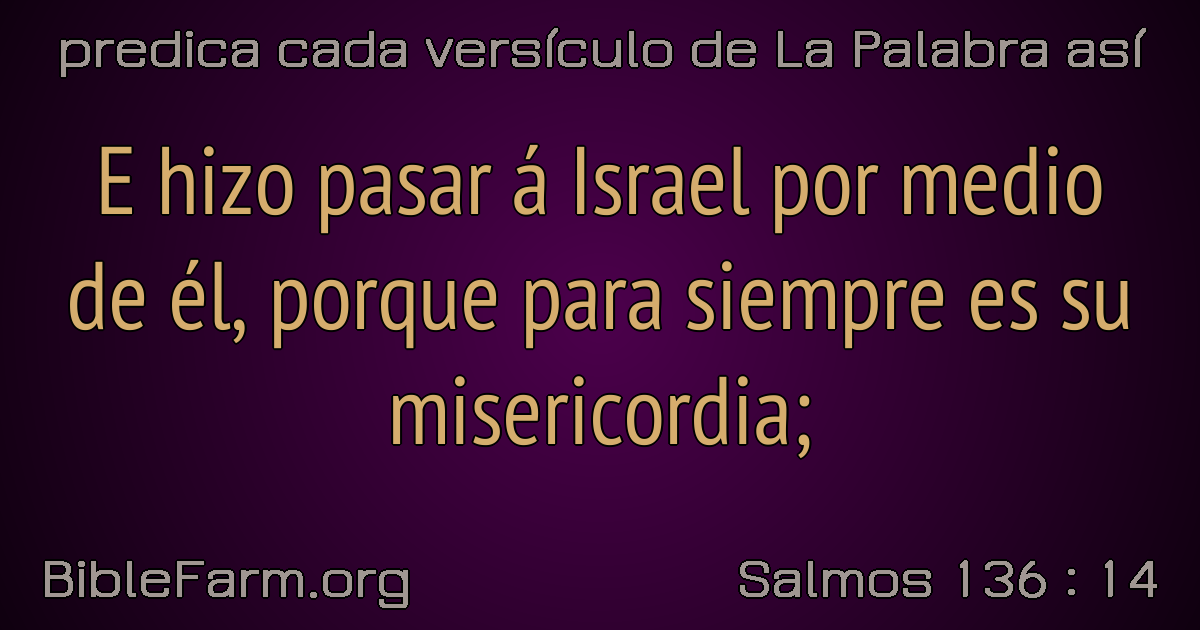 predica cada versículo de La Palabra así
E hizo pasar á Israel por medio
de él, porque para siempre es su
misericordia;
BibleFarm.org
Salmos 136 : 14